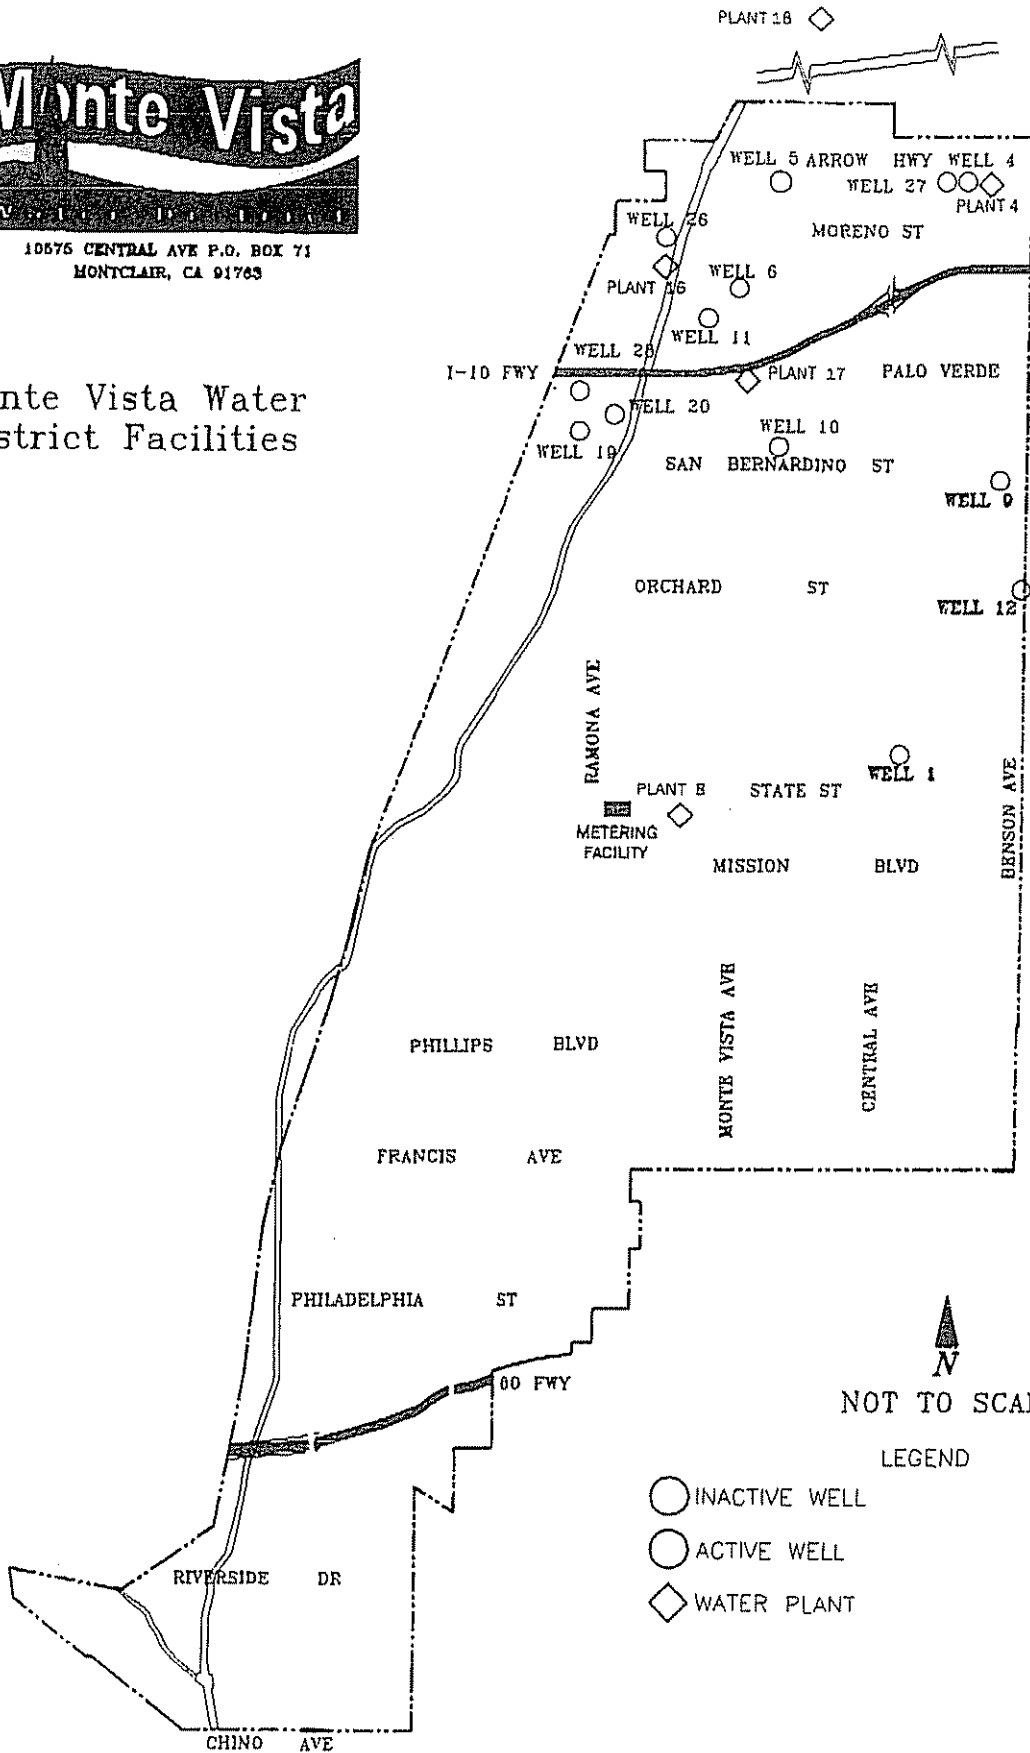 PLANT 18
Monte Vista
10575 CENTRAL AVE P.O. BOX 71
MONTCLAIR, CA 91763
nte Vista Water
strict Facilities
WELL 5 ARROW HWY WELL 4
WELL 27
PLANT 4
WELL 26
MORENO ST
PLANT 16
WELL 6
WELL 11
WELL 28
I-10 FWY
PLANT 17
PALO VERDE
WELL 20
WELL 10
WELL 19
SAN BERNARDINO ST
WELL 9
ORCHARD ST
WELL 12
RAMONA AVE
WELL 1
BENSON AVE
PLANT 8
STATE ST
METERING
FACILITY
MISSION BLVD
MONTE VISTA AVE
CENTRAL AVE
PHILLIPS BLVD
FRANCIS AVE
PHILADELPHIA ST
60 FWY
N
NOT TO SCAL
LEGEND
INACTIVE WELL
ACTIVE WELL
WATER PLANT
RIVERSIDE DR
CHINO AVE